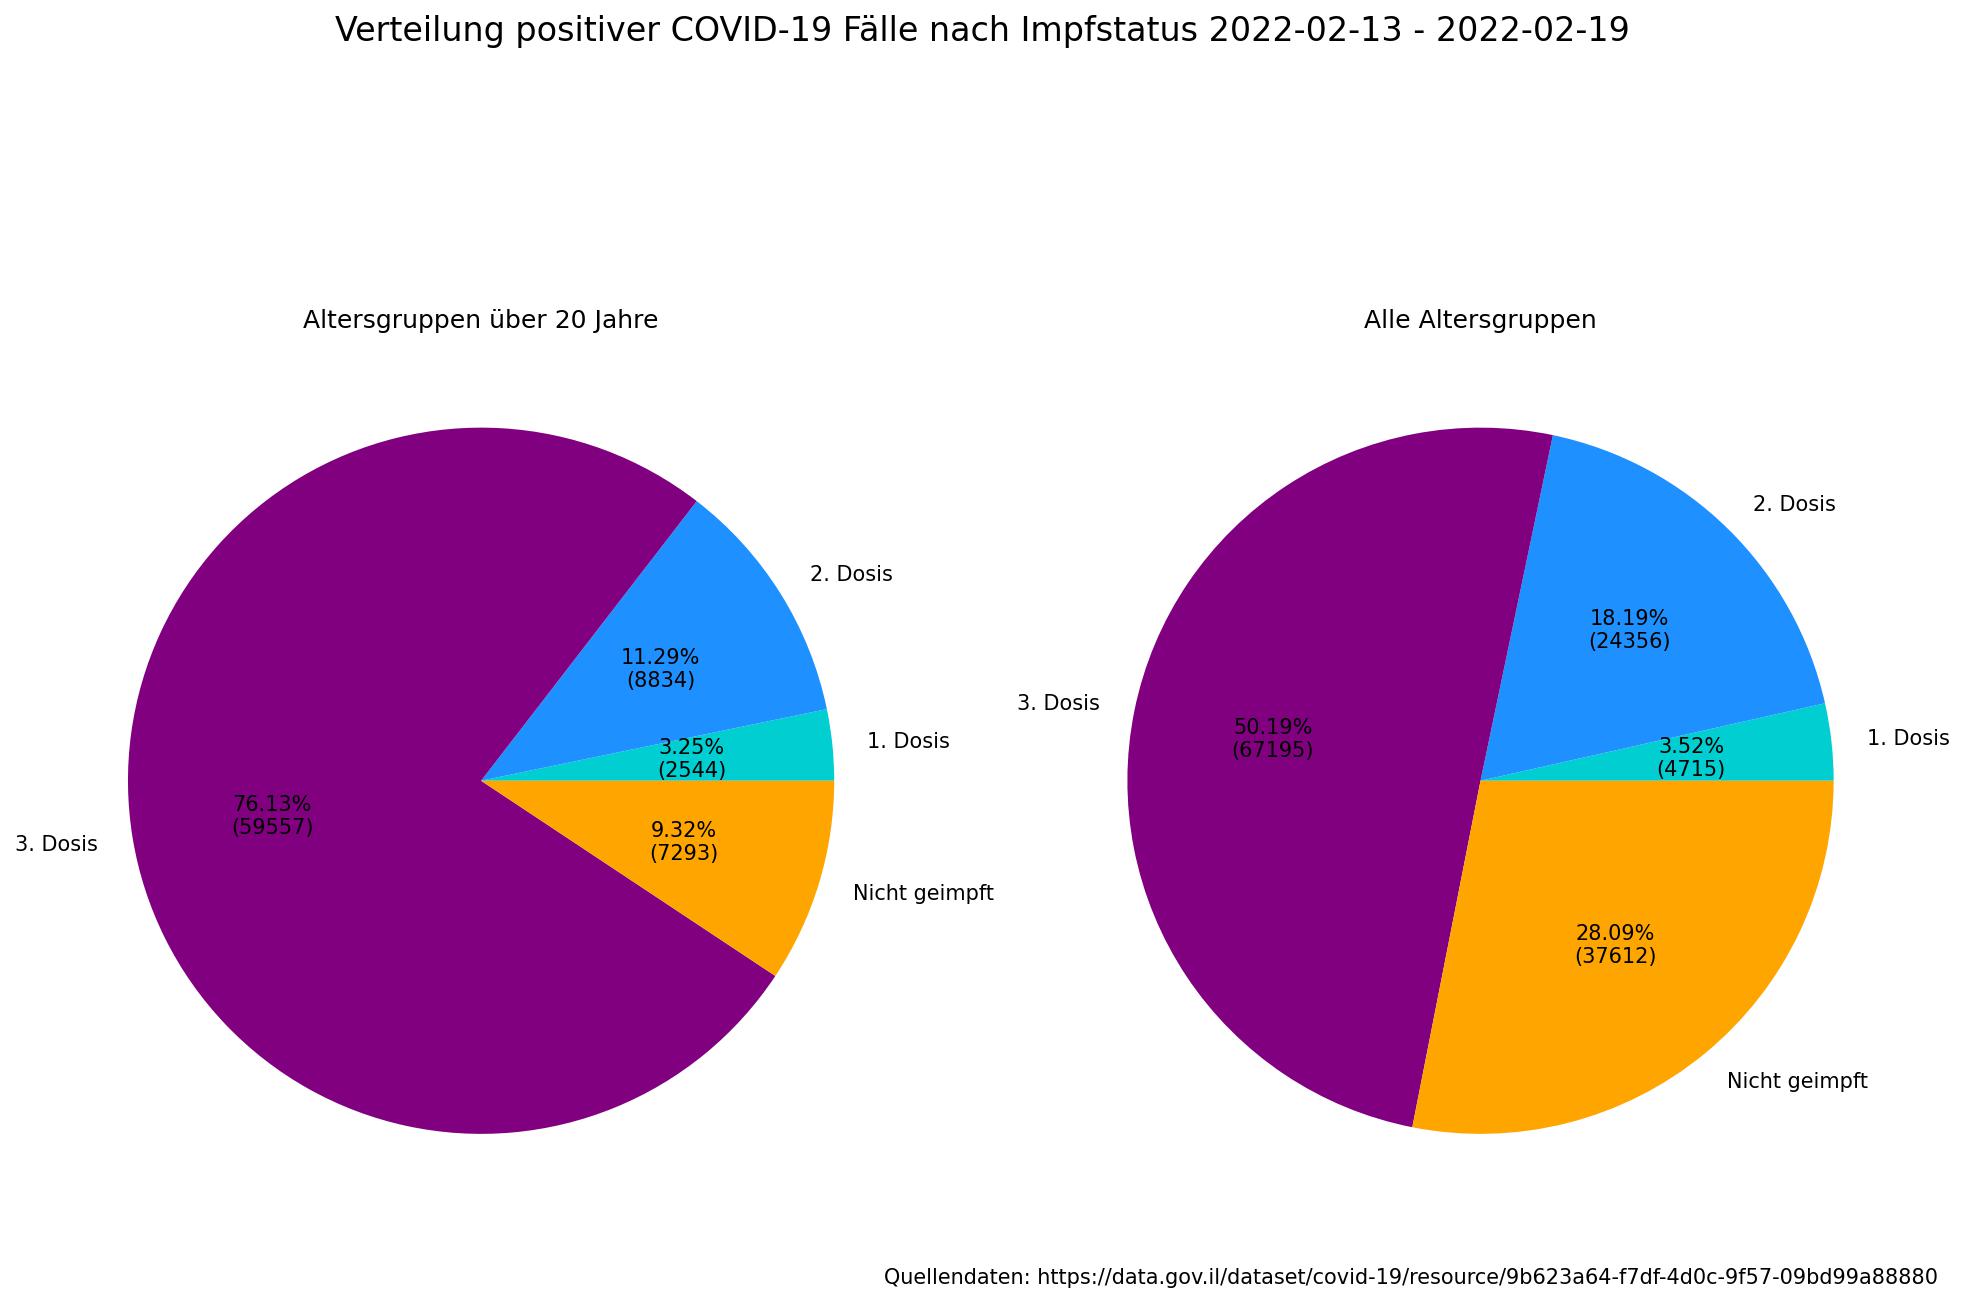 Verteilung positiver COVID-19 Fälle nach Impfstatus 2022-02-13 - 2022-02-19
Altersgruppen über 20 Jahre
2. Dosis
11.29%
(8834)
1. Dosis
3.25%
(2544)
76.13%
(59557)
3. Dosis
9.32%
(7293)
Nicht geimpft
Alle Altersgruppen
2. Dosis
18.19%
(24356)
3. Dosis
50.19%
(67195)
1. Dosis
3.52%
(4715)
28.09%
(37612)
Nicht geimpft
Quellendaten: https://data.gov.il/dataset/covid-19/resource/9b623a64-f7df-4d0c-9f57-09bd99a88880